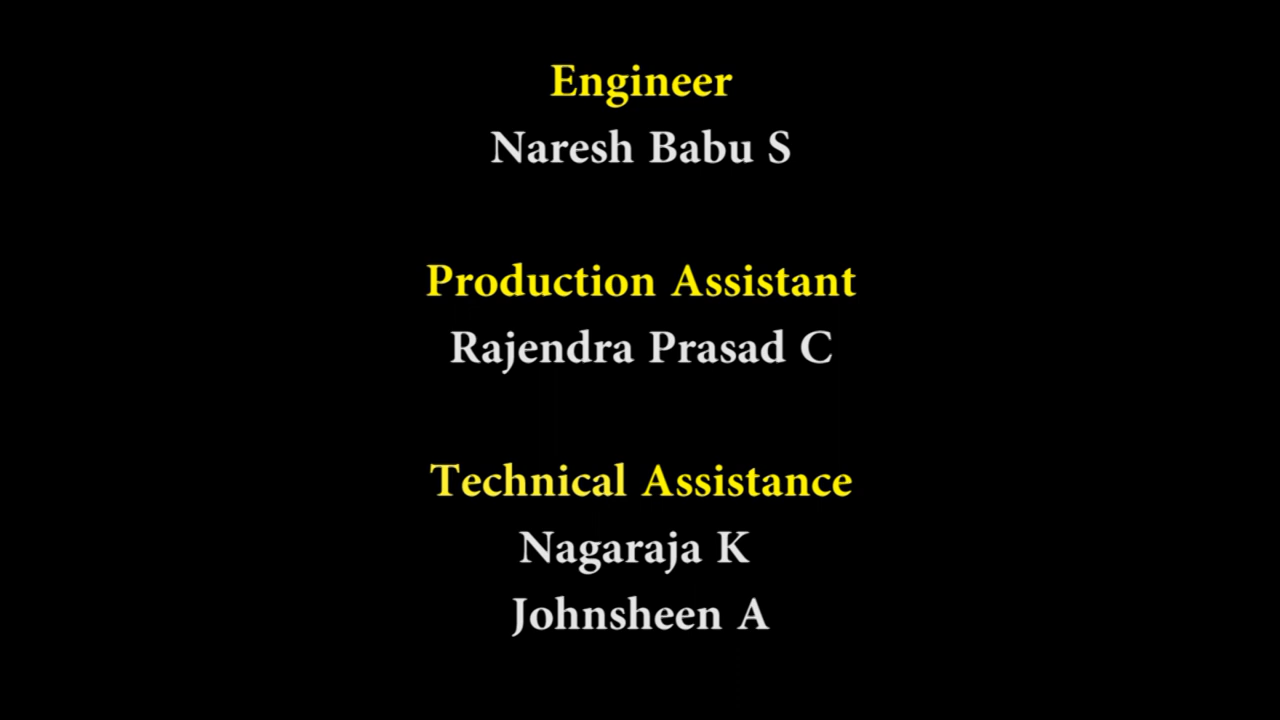 Engineer
Naresh Babu S
Production Assistant
Rajendra Prasad C
Technical Assistance
Nagaraja K
Johnsheen A